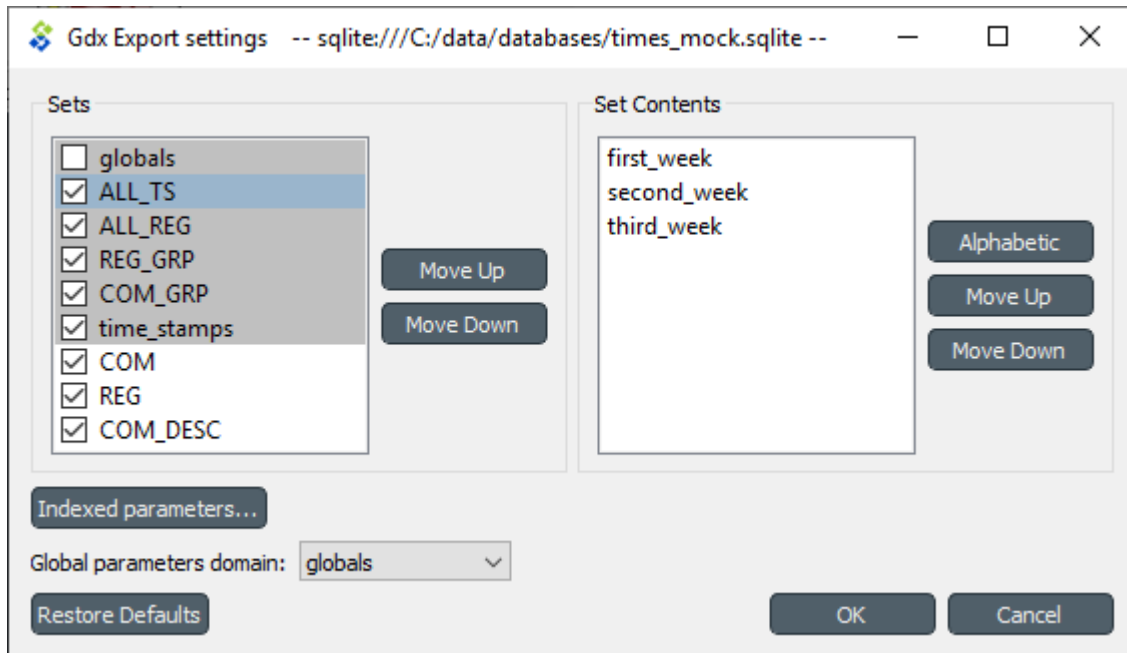 Gdx Export settings -- sqlite:///C:/data/databases/times_mock.sqlite --
Sets
globals
ALL_TS
ALL_REG
REG_GRP
COM_GRP
time_stamps
COM
REG
COM_DESC
Move Up
Move Down
Set Contents
first_week
second_week
third_week
Alphabetic
Move Up
Move Down
Indexed parameters...
Global parameters domain: globals
Restore Defaults
OK
Cancel